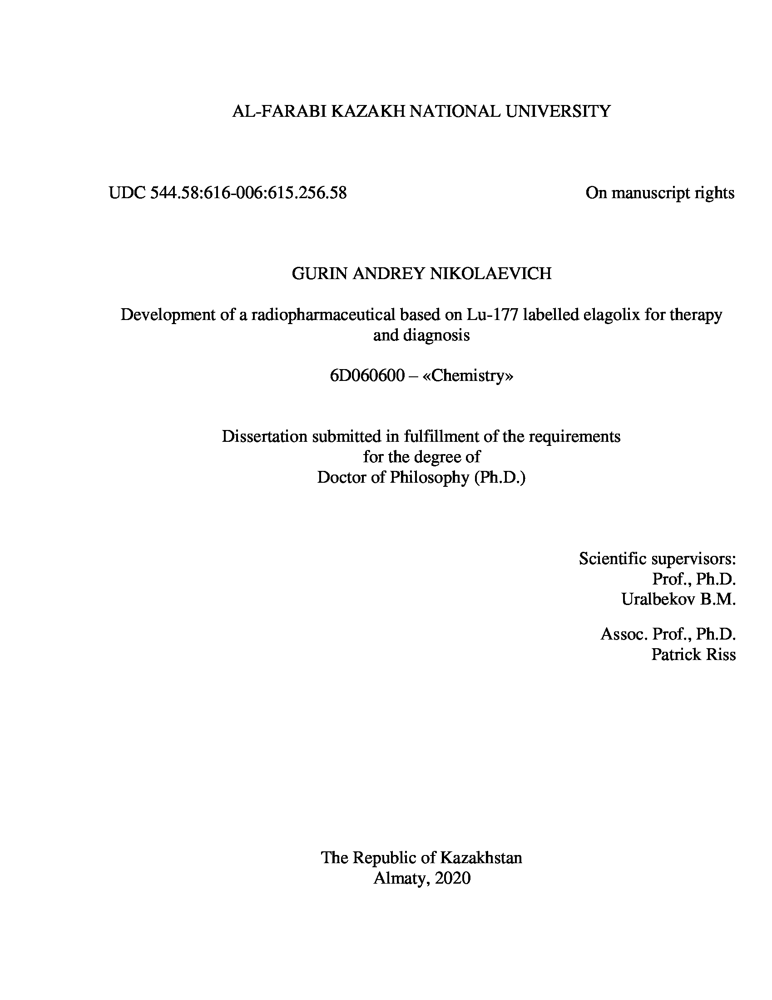 AL-FARABI KAZAKH NATIONAL UNIVERSITY
UDC 544.58:616-006:615.256.58 On manuscript rights
GURIN ANDREY NIKOLAEVICH
Development of a radiopharmaceutical based on Lu-177 labelled elagolix for therapy
and diagnosis
6D060600 – «Chemistry»
Dissertation submitted in fulfillment of the requirements
for the degree of
Doctor of Philosophy (Ph.D.)
Scientific supervisors:
Prof., Ph.D.
Uralbekov B.M.
Assoc. Prof., Ph.D.
Patrick Riss
The Republic of Kazakhstan
Almaty, 2020